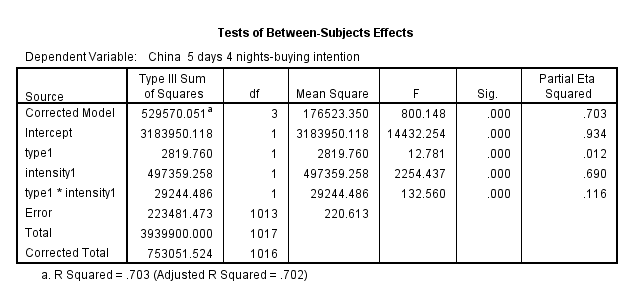 Tests of Between-Subjects Effects
Dependent Variable: China 5 days 4 nights-buying intention
Source Type III Sum of Squares df Mean Square F Sig. Partial Eta Squared
Corrected Model 529570.051a 3 176523.350 800.148 .000 .703
Intercept 3183950.118 1 3183950.118 14432.254 .000 .934
type1 2819.760 1 2819.760 12.781 .000 .012
intensity1 497359.258 1 497359.258 2254.437 .000 .690
type1 * intensity1 29244.486 1 29244.486 132.560 .000 .116
Error 223481.473 1013 220.613
Total 3939900.000 1017
Corrected Total 753051.524 1016
a. R Squared = .703 (Adjusted R Squared = .702)